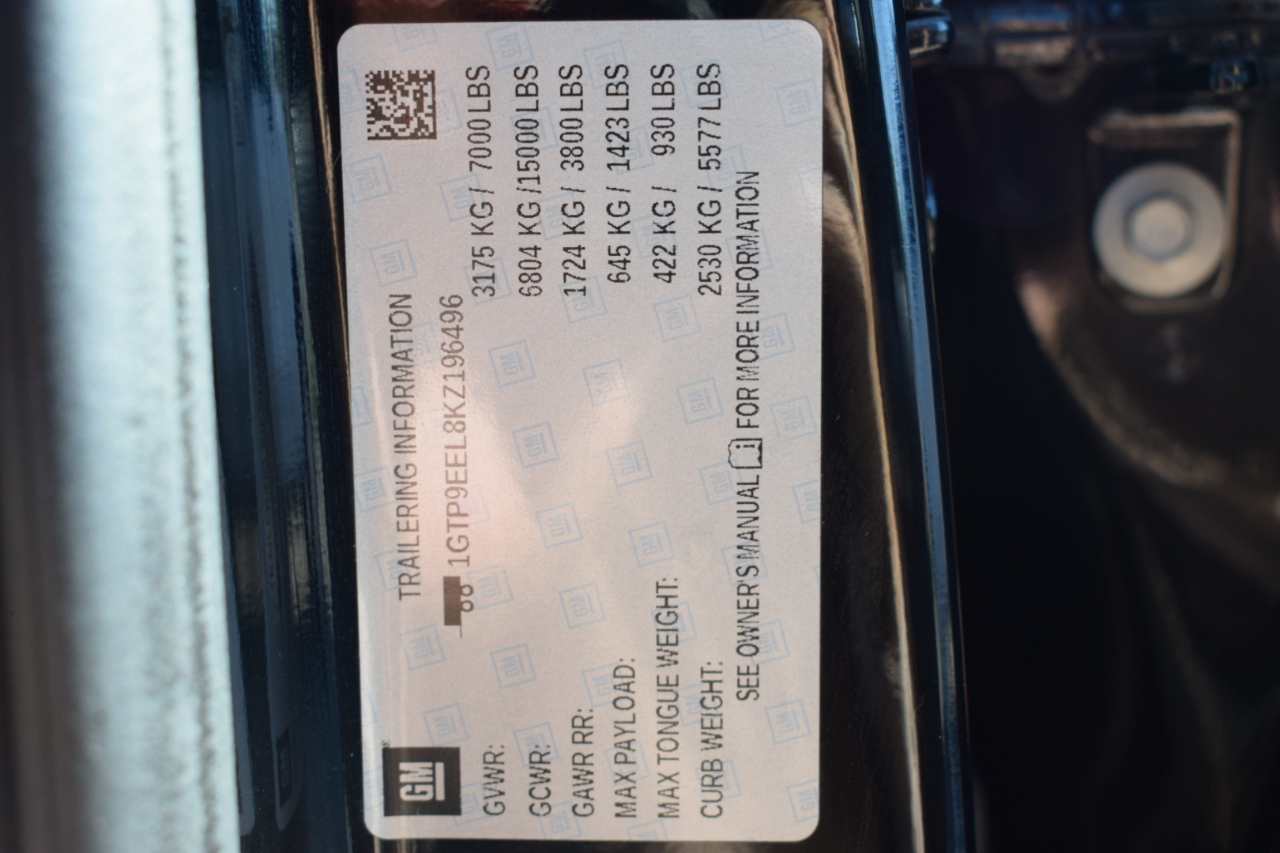 GM
TRAILERING INFORMATION
1GTP9EEL8KZ196496
GVWR: 3175 KG / 7000 LBS
GCWR: 6804 KG /15000 LBS
GAWR RR: 1724 KG / 3800 LBS
MAX PAYLOAD: 645 KG / 1423 LBS
MAX TONGUE WEIGHT: 422 KG / 930 LBS
CURB WEIGHT: 2530 KG / 5577 LBS
SEE OWNER'S MANUAL FOR MORE INFORMATION